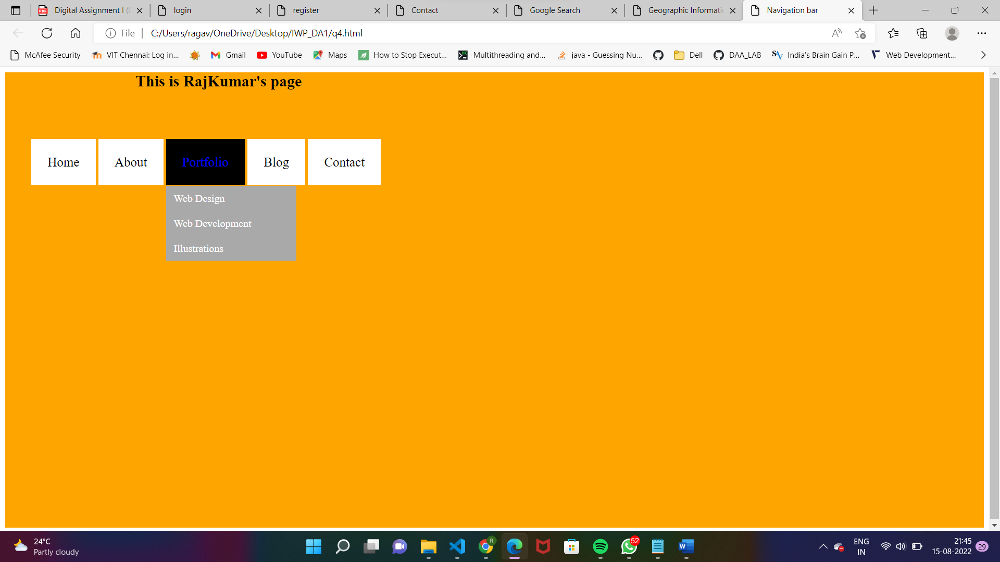 Digital Assignment I
login
register
Contact
Google Search
Geographic Informati
Navigation bar
File
C:/Users/ragav/OneDrive/Desktop/IWP_DA1/q4.html
McAfee Security
VIT Chennai: Log in...
Gmail
YouTube
Maps
How to Stop Execut...
Multithreading and...
java - Guessing Nu...
Dell
DAA_LAB
India's Brain Gain P...
Web Development...
This is RajKumar's page
Home
About
Portfolio
Blog
Contact
Web Design
Web Development
Illustrations
24°C
Partly cloudy
R
52
ENG
IN
21:45
15-08-2022
29